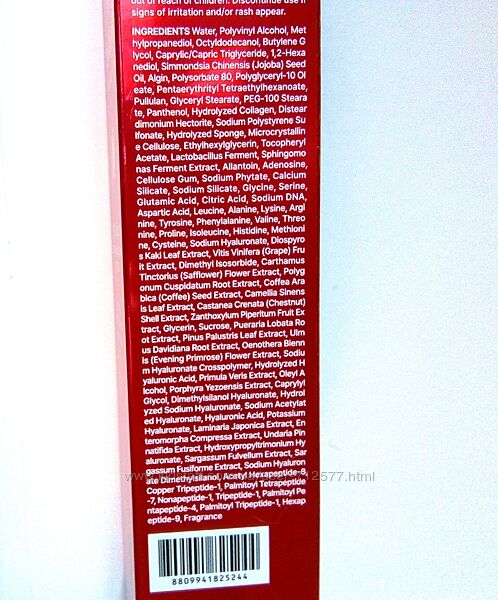 out of reach of children. Discontinue if
signs of irritation and/or rash appear.
INGREDIENTS Water, Polyvinyl Alcohol, Met
hylpropanediol, Octyldodecanol, Butylene G
lycol, Caprylic/Capric Triglyceride, 1,2-Hexa
nediol, Simmondsia Chinensis (Jojoba) Seed
Oil, Algin, Polysorbate 80, Polyglyceryl-10 Ol
eate, Pentaerythrityl Tetraethylhexanoate,
Pullulan, Glyceryl Stearate, PEG-100 Steara
te, Panthenol, Hydrolyzed Collagen, Distear
dimonium Hectorite, Sodium Polystyrene Su
lfonate, Hydrolyzed Sponge, Microcrystallin
e Cellulose, Ethylhexylglycerin, Tocopheryl
Acetate, Lactobacillus Ferment, Sphingomo
nas Ferment Extract, Allantoin, Adenosine,
Cellulose Gum, Sodium Phytate, Calcium
Silicate, Sodium Silicate, Glycine, Serine,
Glutamic Acid, Citric Acid, Sodium DNA,
Aspartic Acid, Leucine, Alanine, Lysine, Argi
nine, Tyrosine, Phenylalanine, Valine, Threo
nine, Proline, Isoleucine, Histidine, Methioni
ne, Cysteine, Sodium Hyaluronate, Diospyro
s Kaki Leaf Extract, Vitis Vinifera (Grape) Fru
it Extract, Dimethyl Isosorbide, Carthamus
Tinctorius (Safflower) Flower Extract, Polyg
onum Cuspidatum Root Extract, Coffea Ara
bica (Coffee) Seed Extract, Camellia Sinens
is Leaf Extract, Castanea Crenata (Chestnut)
Shell Extract, Zanthoxylum Piperitum Fruit Ex
tract, Glycerin, Sucrose, Pueraria Lobata Ro
ot Extract, Pinus Palustris Leaf Extract, Ulm
us Davidiana Root Extract, Oenothera Bienn
is (Evening Primrose) Flower Extract, Sodiu
m Hyaluronate Crosspolymer, Hydrolyzed H
yaluronic Acid, Primula Veris Extract, Oleyl A
lcohol, Porphyra Yezoensis Extract, Caprylyl
Glycol, Dimethylsilanol Hyaluronate, Hydrol
yzed Sodium Hyaluronate, Sodium Acetylat
ed Hyaluronate, Hyaluronic Acid, Potassium
Hyaluronate, Laminaria Japonica Extract, En
teromorpha Compressa Extract, Undaria Pin
natifida Extract, Hydroxypropyltrimonium Hy
aluronate, Sargassum Fulvellum Extract, Sar
gassum Fusiforme Extract, Sodium Hyaluron
ate Dimethylsilanol, Acetyl Hexapeptide-8,
Copper Tripeptide-1, Palmitoyl Tetrapeptide
-7, Nonapeptide-1, Tripeptide-1, Palmitoyl Pe
ntapeptide-4, Palmitoyl Tripeptide-1, Hexap
eptide-9, Fragrance
8809941825244